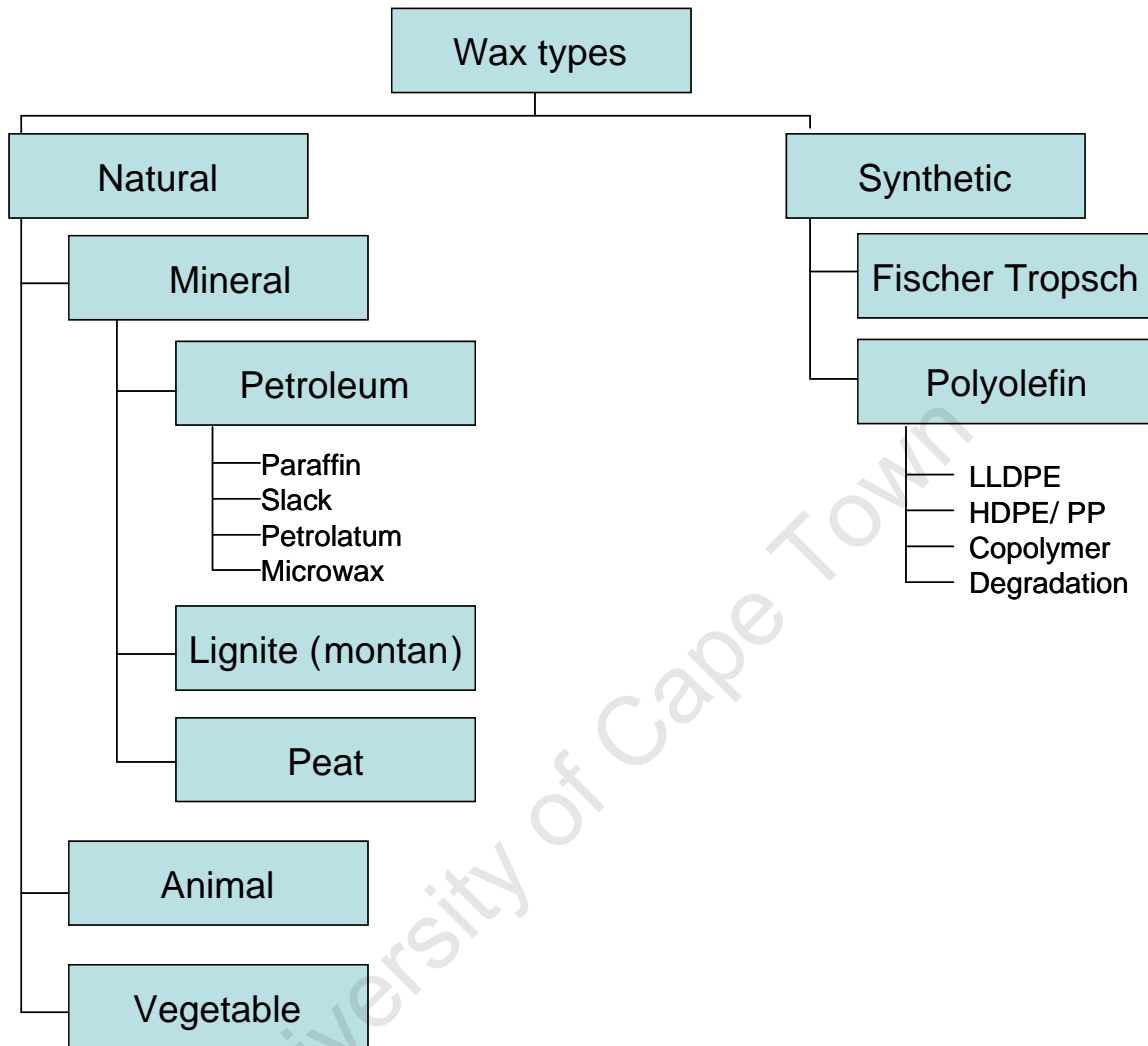 Wax types
Natural
Synthetic
Mineral
Fischer Tropsch
Petroleum
Polyolefin
Paraffin
Slack
Petrolatum
Microwax
LLDPE
HDPE/ PP
Copolymer
Degradation
Lignite (montan)
Peat
Animal
Vegetable
University of Cape Town